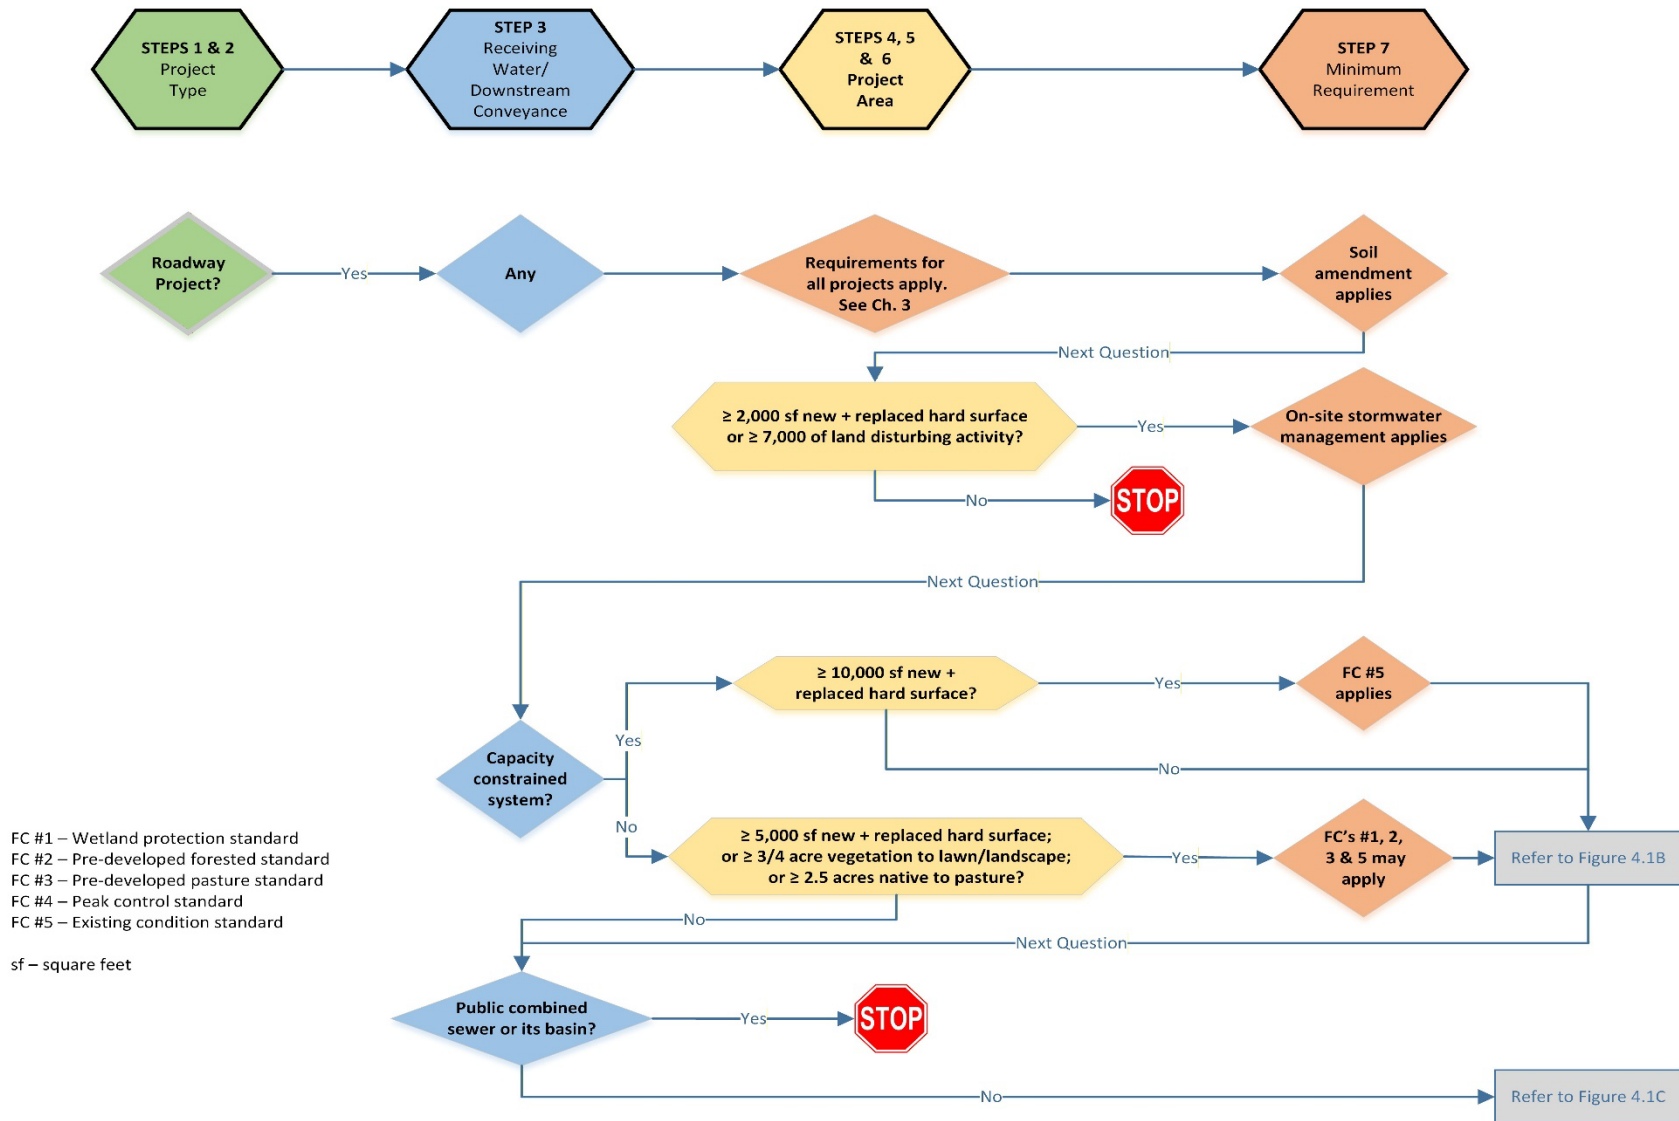 STEPS 1 & 2
Project
Type
STEP 3
Receiving
Water/
Downstream
Conveyance
STEPS 4, 5
& 6
Project
Area
STEP 7
Minimum
Requirement
Roadway
Project?
Yes
Any
Requirements for
all projects apply.
See Ch. 3
Soil
amendment
applies
Next Question
≥ 2,000 sf new + replaced hard surface
or ≥ 7,000 of land disturbing activity?
Yes
On-site stormwater
management applies
No
STOP
Next Question
≥ 10,000 sf new +
replaced hard surface?
Yes
FC #5
applies
Yes
Capacity
constrained
system?
No
No
≥ 5,000 sf new + replaced hard surface;
or ≥ 3/4 acre vegetation to lawn/landscape;
or ≥ 2.5 acres native to pasture?
Yes
FC's #1, 2,
3 & 5 may
apply
Refer to Figure 4.1B
FC #1 – Wetland protection standard
FC #2 – Pre-developed forested standard
FC #3 – Pre-developed pasture standard
FC #4 – Peak control standard
FC #5 – Existing condition standard
sf – square feet
No
Next Question
Public combined
sewer or its basin?
Yes
STOP
No
Refer to Figure 4.1C